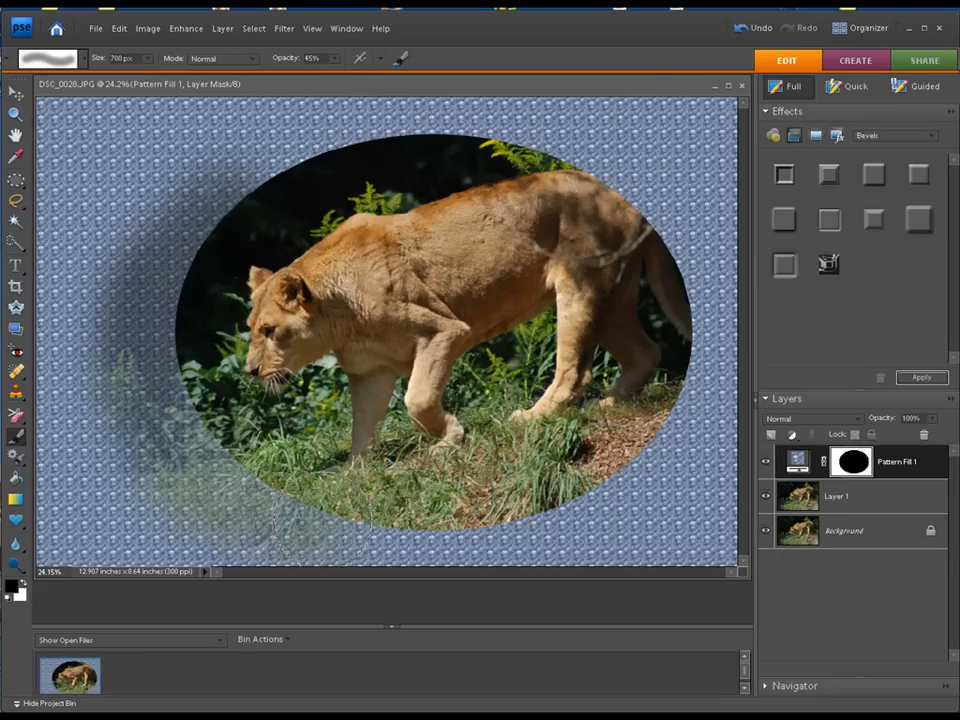 pse File Edit Image Enhance Layer Select Filter View Window Help Undo Redo Organizer
Size: 700 px Mode: Normal Opacity: 45% EDIT CREATE SHARE
DSC_0028.JPG @ 24.2% (Pattern Fill 1, Layer Mask/8)
Full Quick Guided
Effects
Bevels
T
Apply
Layers
Normal Opacity: 100%
Lock:
Pattern Fill 1
Layer 1
Background
24.15% 12.907 inches x 8.64 inches (300 ppi)
Show Open Files Bin Actions
Navigator
Hide Project Bin